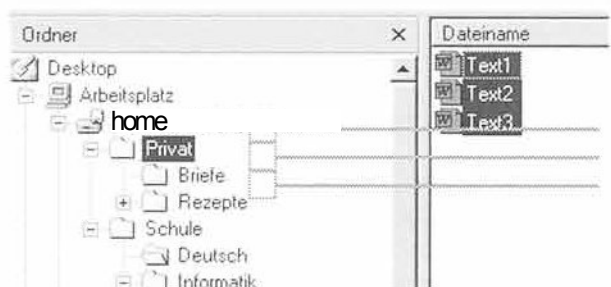 Ordner
Desktop
Arbeitsplatz
home
Privat
Briefe
Rezepte
Schule
Deutsch
Informatik
Dateiname
Text1
Text2
Text3